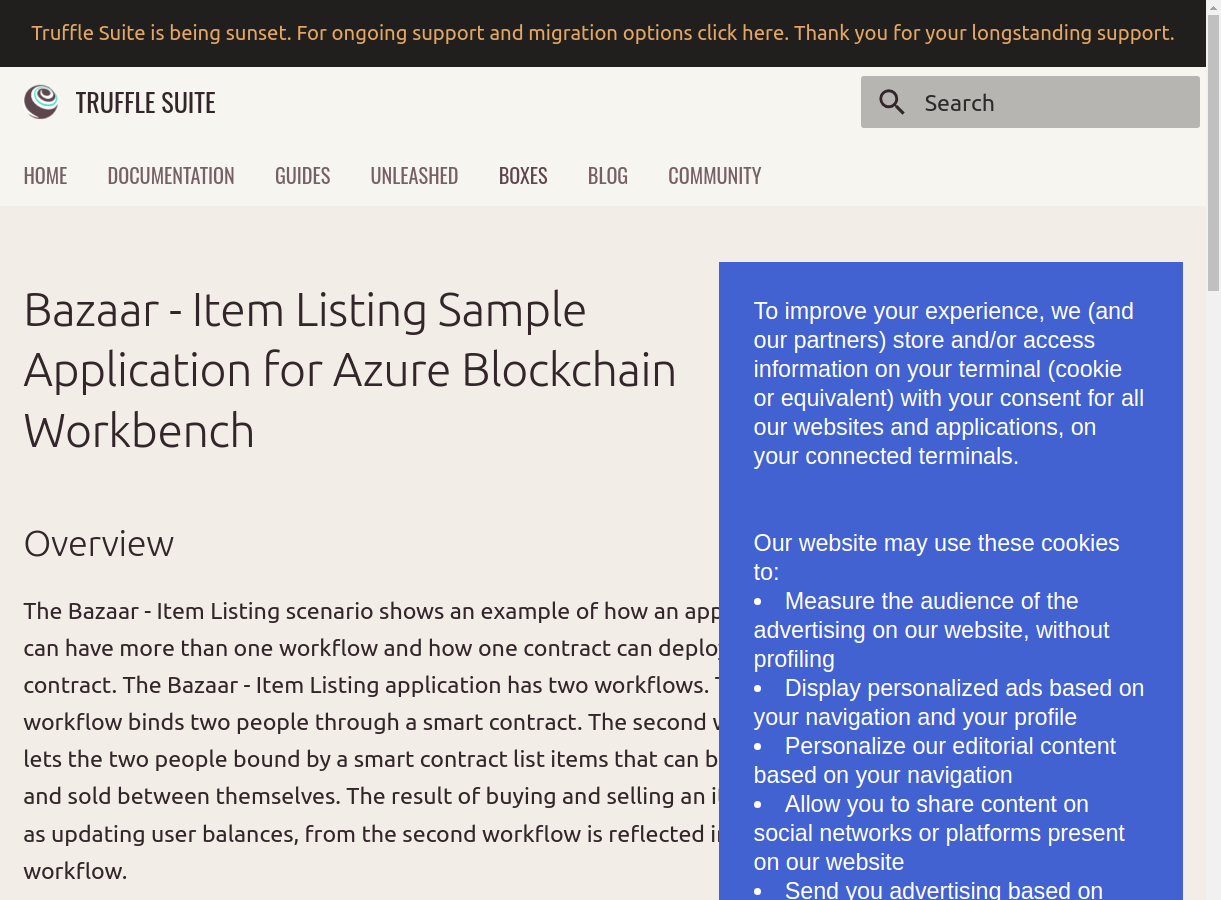 Truffle Suite is being sunset. For ongoing support and migration options click here. Thank you for your longstanding support.
TRUFFLE SUITE
Search
HOME
DOCUMENTATION
GUIDES
UNLEASHED
BOXES
BLOG
COMMUNITY
Bazaar - Item Listing Sample
Application for Azure Blockchain
Workbench
Overview
The Bazaar - Item Listing scenario shows an example of how an
can have more than one workflow and how one contract can
contract. The Bazaar - Item Listing application has two workflows.
workflow binds two people through a smart contract. The second
lets the two people bound by a smart contract list items that can
and sold between themselves. The result of buying and selling an
as updating user balances, from the second workflow is reflected
workflow.
To improve your experience, we (and
our partners) store and/or access
information on your terminal (cookie
or equivalent) with your consent for all
our websites and applications, on
your connected terminals.
Our website may use these cookies
to:
• Measure the audience of the
advertising on our website, without
profiling
• Display personalized ads based on
your navigation and your profile
• Personalize our editorial content
based on your navigation
• Allow you to share content on
social networks or platforms present
on our website
• Send you advertising based on